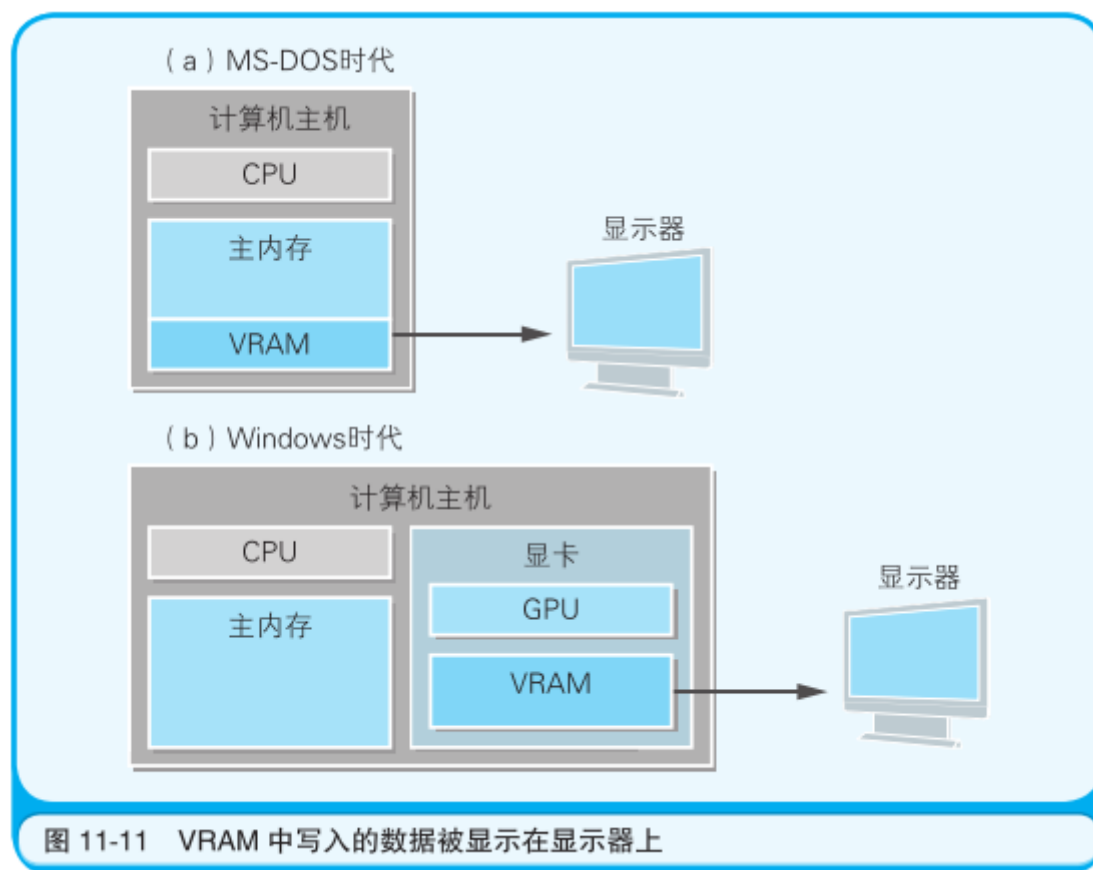 （a）MS-DOS时代
计算机主机
CPU
主内存
VRAM
显示器
（b）Windows时代
计算机主机
CPU
主内存
显卡
GPU
VRAM
显示器
图 11-11 VRAM 中写入的数据被显示在显示器上